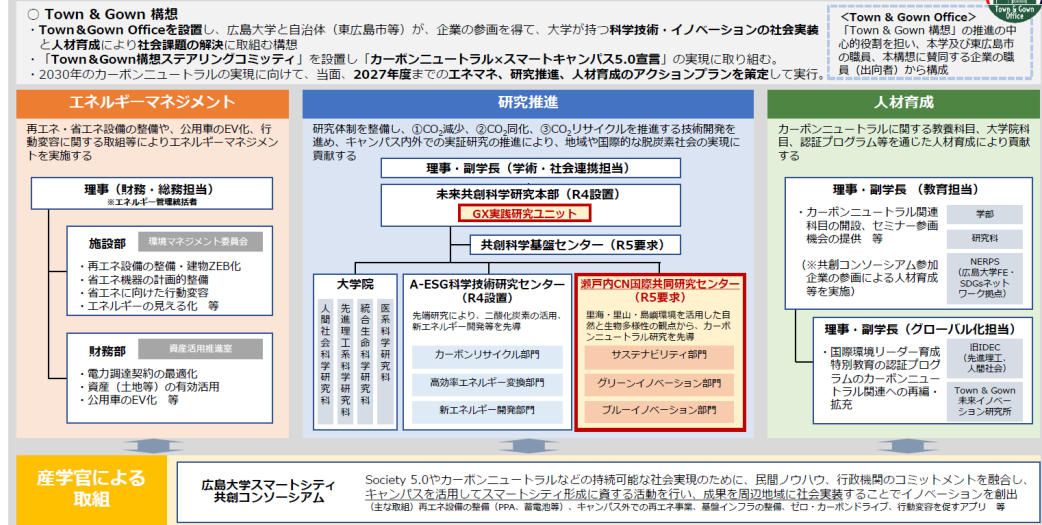 ○ Town & Gown 構想
・Town&Gown Officeを設置し、広島大学と自治体（東広島市等）が、企業の参画を得て、大学が持つ科学技術・イノベーションの社会実装
と人材育成により社会課題の解決に取組む構想
・「Town&Gown構想ステアリングコミッティ」を設置し「カーボンニュートラル×スマートキャンパス5.0宣言」の実現に取り組む。
・2030年のカーボンニュートラルの実現に向けて、当面、2027年度までのエネマネ、研究推進、人材育成のアクションプランを策定して実行。
<Town & Gown Office>
「Town & Gown 構想」の推進の中
心的役割を担い、本学及び東広島市
の職員、本構想に賛同する企業の職
員（出向者）から構成
Town & Gown
Office
エネルギーマネジメント
再エネ・省エネ設備の整備や、公用車のEV化、行
動変容に関する取組等によりエネルギーマネジメン
トを実施する
理事（財務・総務担当）
※エネルギー管理統括者
施設部
環境マネジメント委員会
・再エネ設備の整備・建物ZEB化
・省エネ機器の計画的整備
・省エネに向けた行動変容
・エネルギーの見える化 等
財務部
資産活用推進室
・電力調達契約の最適化
・資産（土地等）の有効活用
・公用車のEV化 等
研究推進
研究体制を整備し、①CO₂減少、②CO₂同化、③CO₂リサイクルを推進する技術開発を
進め、キャンパス内外での実証研究の推進により、地域や国際的な脱炭素社会の実現に
貢献する
理事・副学長（学術・社会連携担当）
未来共創科学研究本部（R4設置）
GX実践研究ユニット
共創科学基盤センター（R5要求）
大学院
人間社会科学研究科
先進理工系科学研究科
統合生命科学研究科
医系科学研究科
A-ESG科学技術研究センター
（R4設置）
先端研究により、二酸化炭素の活用、
新エネルギー開発等を先導
カーボンリサイクル部門
高効率エネルギー変換部門
新エネルギー開発部門
瀬戸内CN国際共同研究センター
（R5要求）
里海・里山・島嶼環境を活用した自
然と生物多様性の観点から、カーボ
ンニュートラル研究を先導
サステナビリティ部門
グリーンイノベーション部門
ブルーイノベーション部門
人材育成
カーボンニュートラルに関する教養科目、大学院科
目、認証プログラム等を通じた人材育成により貢献
する
理事・副学長 （教育担当）
・カーボンニュートラル関連
科目の開設、セミナー参画
機会の提供 等
（※共創コンソーシアム参加
企業の参画による人材育成
等を実施）
学部
研究科
NERPS
（広島大学FE・
SDGsネット
ワーク拠点）
理事・副学長（グローバル化担当）
・国際環境リーダー育成
特別教育の認証プログ
ラムのカーボンニュー
トラル関連への再編・
拡充
旧IDEC
（先進理工、
人間社会）
Town & Gown
未来イノベー
ション研究所
産学官による
取組
広島大学スマートシティ
共創コンソーシアム
Society 5.0やカーボンニュートラルなどの持続可能な社会実現のために、民間ノウハウ、行政機関のコミットメントを融合し、
キャンパスを活用してスマートシティ形成に資する活動を行い、成果を周辺地域に社会実装することでイノベーションを創出
（主な取組）再エネ設備の整備（PPA、蓄電池等）、キャンパス外での再エネ事業、基盤インフラの整備、ゼロ・カーボンドライブ、行動変容を促すアプリ 等